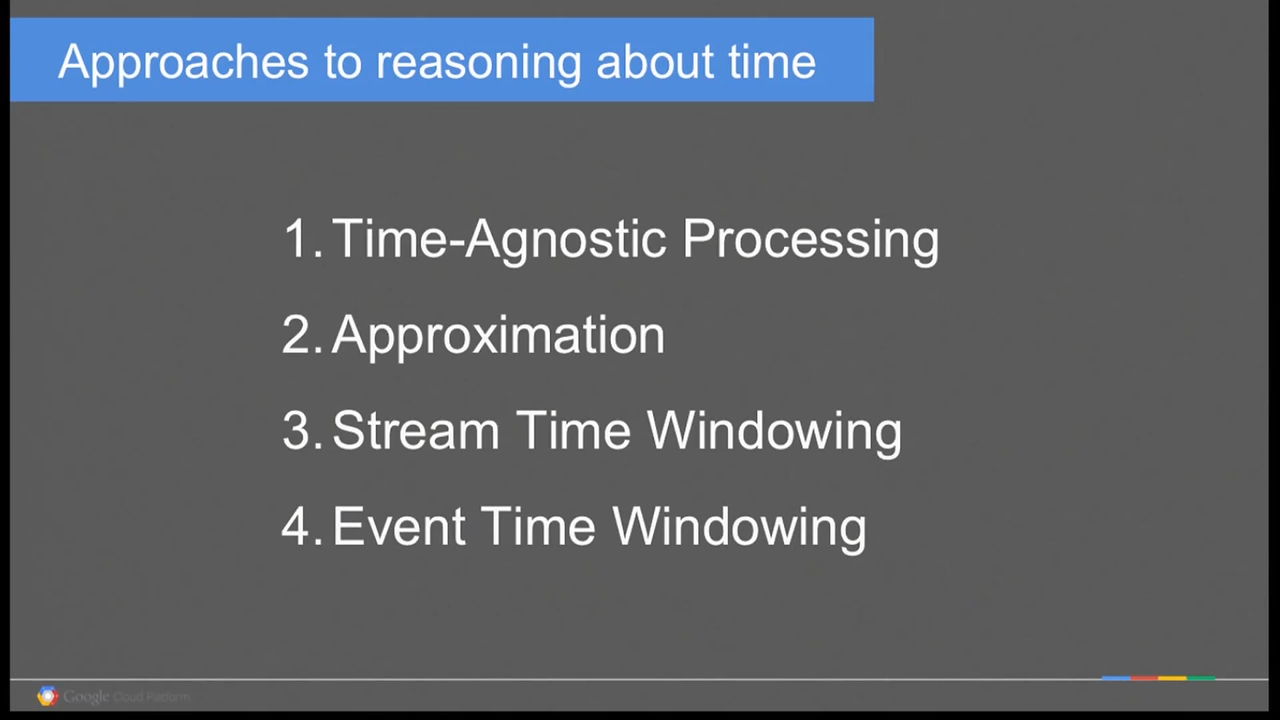 Approaches to reasoning about time
1. Time-Agnostic Processing
2. Approximation
3. Stream Time Windowing
4. Event Time Windowing
Google Cloud Platform